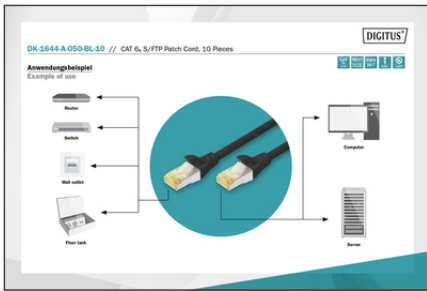 DIGITUS®
DK-1644-A-050-BL-10 // CAT 6A S/FTP Patch Cord, 10 Pieces
Anwendungsbeispiel
Example of use
Router
Switch
Wall outlet
Floor tank
Computer
Server